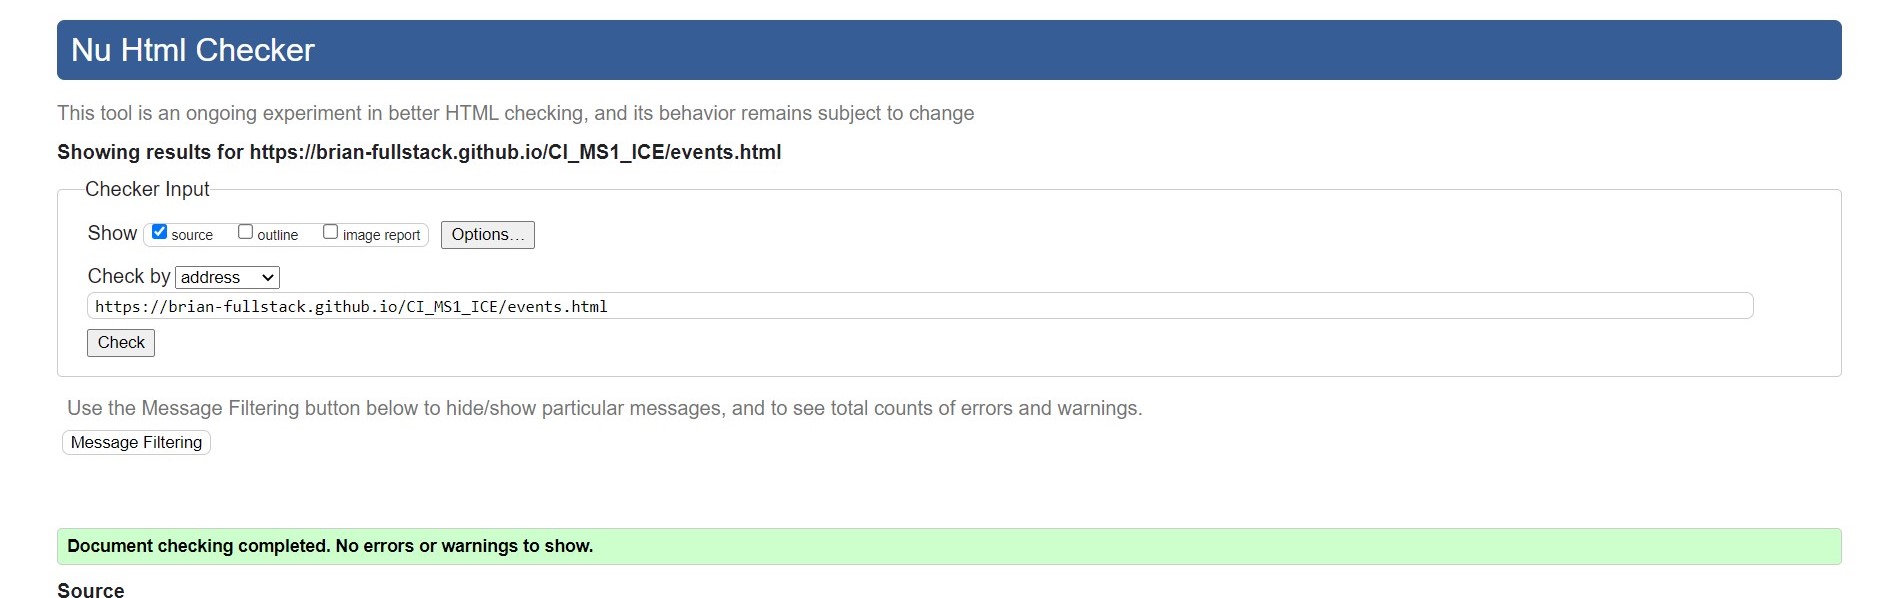 Nu Html Checker
This tool is an ongoing experiment in better HTML checking, and its behavior remains subject to change
Showing results for https://brian-fullstack.github.io/CI_MS1_ICE/events.html
Checker Input
Show source outline image report Options...
Check by address
https://brian-fullstack.github.io/CI_MS1_ICE/events.html
Check
Use the Message Filtering button below to hide/show particular messages, and to see total counts of errors and warnings.
Message Filtering
Document checking completed. No errors or warnings to show.
Source